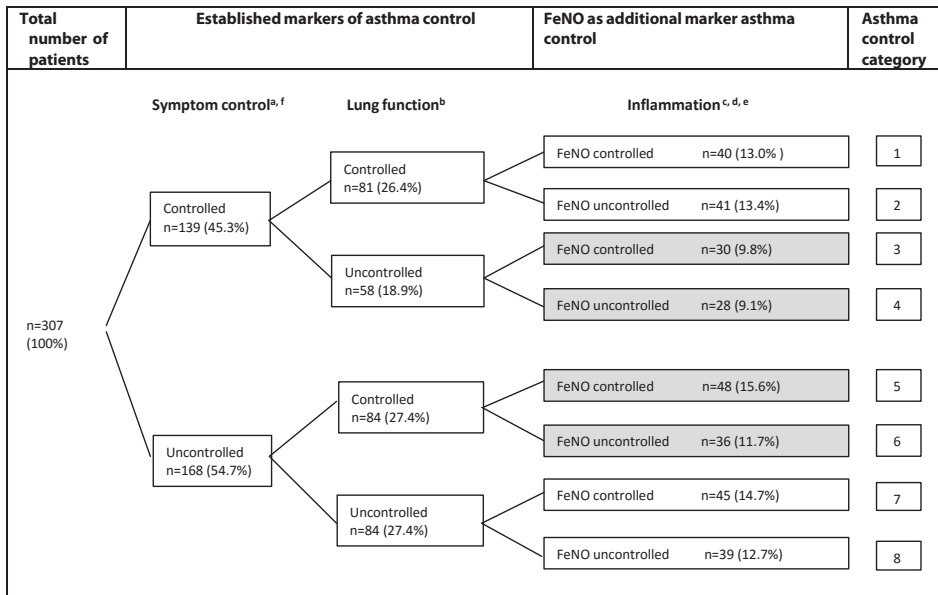 Total
number of
patients
Established markers of asthma control
FeNO as additional marker asthma
control
Asthma
control
category
Symptom control a, f
Lung function b
Inflammation c, d, e
n=307
(100%)
Controlled
n=139 (45.3%)
Controlled
n=81 (26.4%)
FeNO controlled n=40 (13.0% )
1
FeNO uncontrolled n=41 (13.4%)
2
Uncontrolled
n=58 (18.9%)
FeNO controlled n=30 (9.8%)
3
FeNO uncontrolled n=28 (9.1%)
4
Uncontrolled
n=168 (54.7%)
Controlled
n=84 (27.4%)
FeNO controlled n=48 (15.6%)
5
FeNO uncontrolled n=36 (11.7%)
6
Uncontrolled
n=84 (27.4%)
FeNO controlled n=45 (14.7%)
7
FeNO uncontrolled n=39 (12.7%)
8